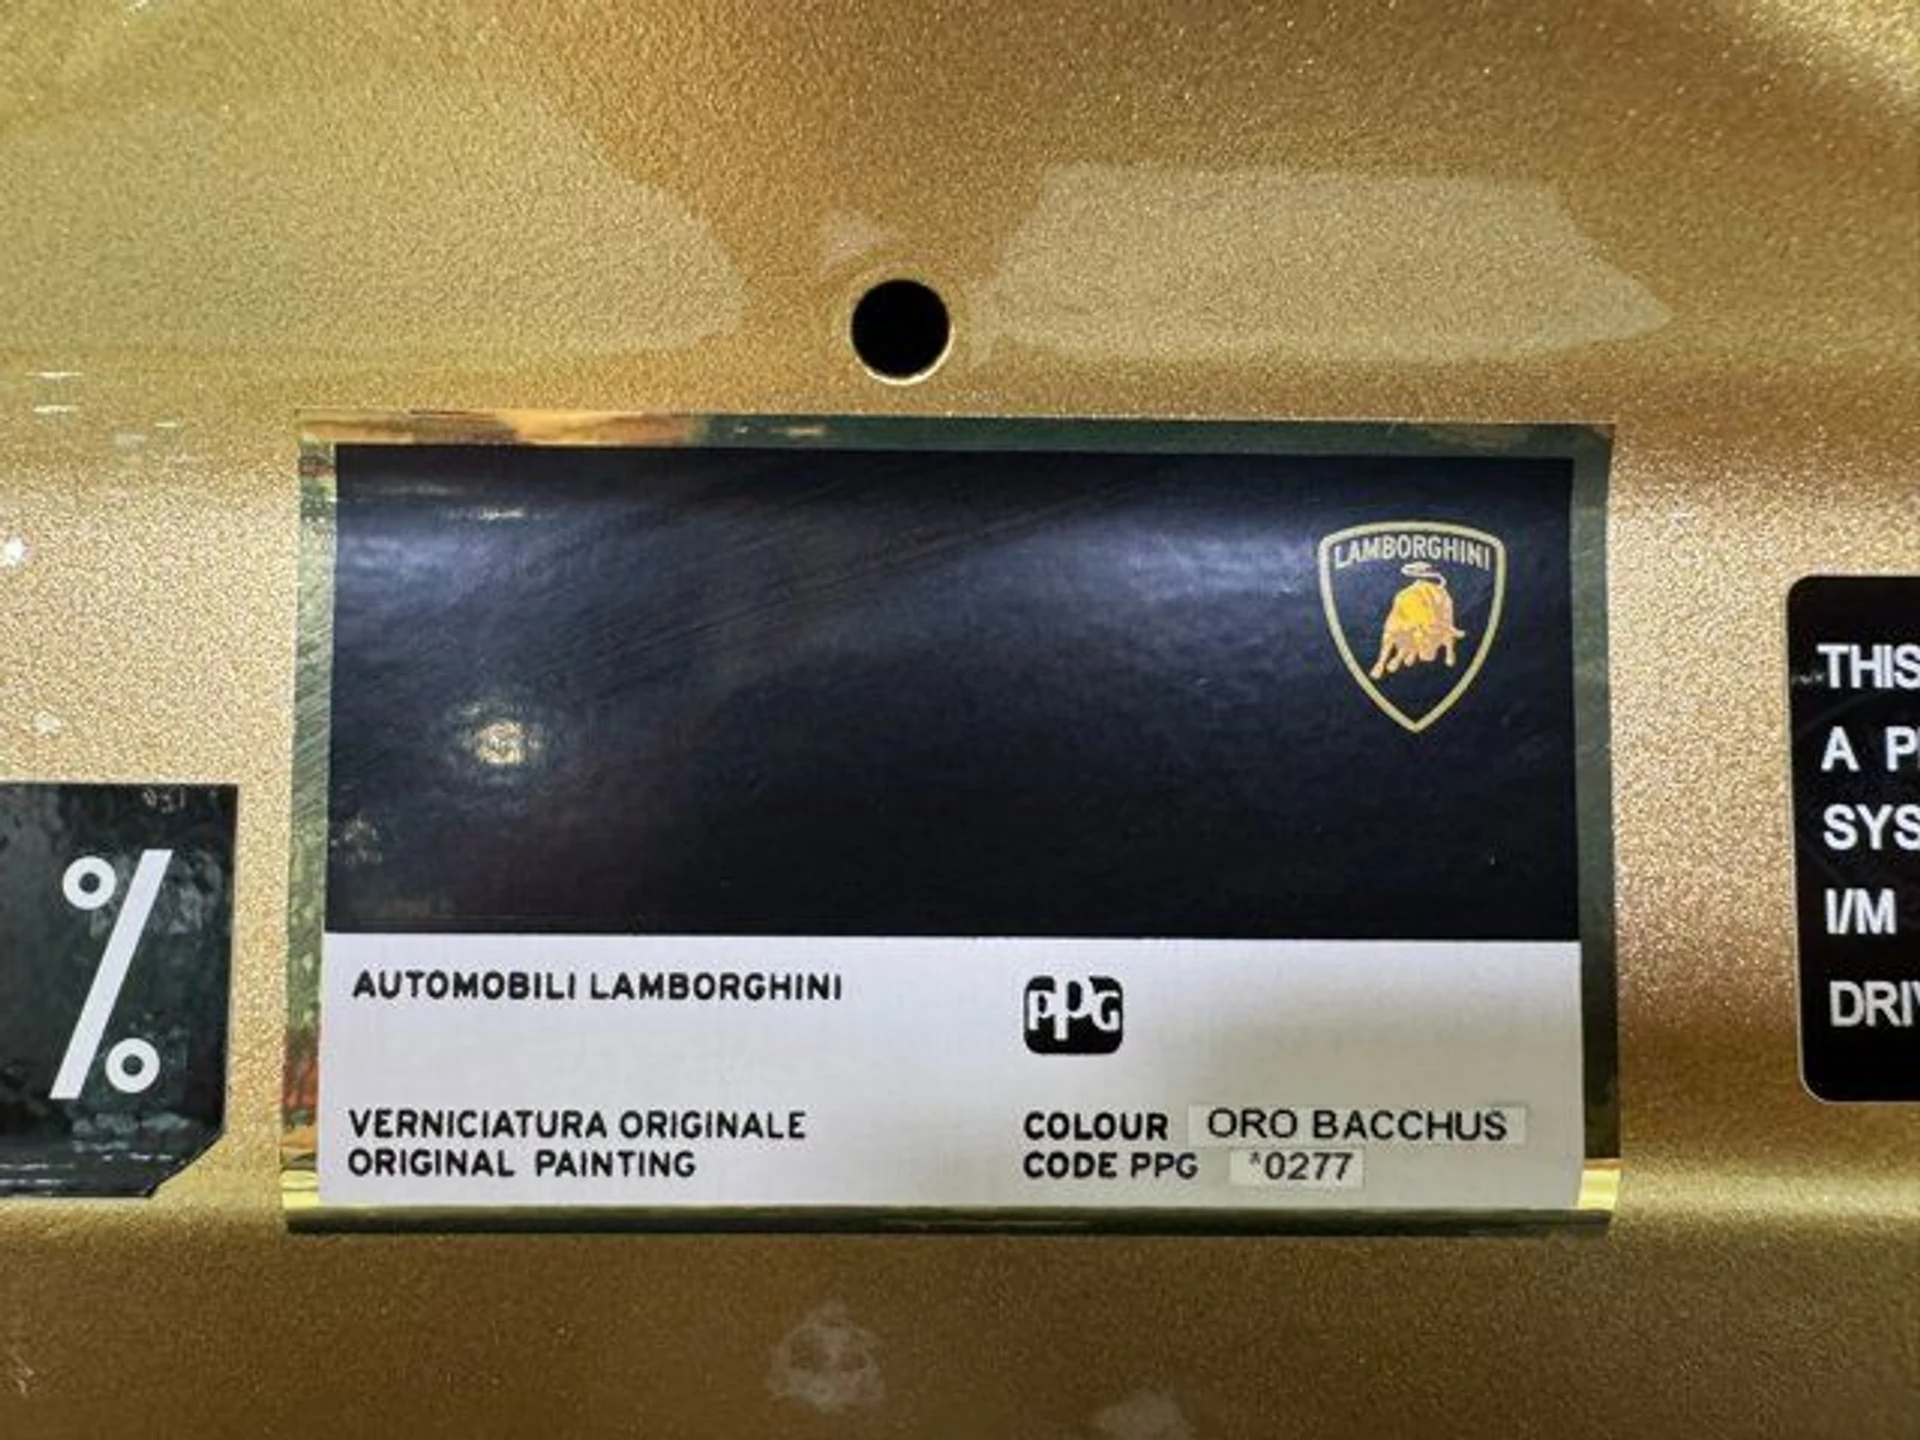 LAMBORGHINI
AUTOMOBILI LAMBORGHINI
PPG
VERNICIATURA ORIGINALE
ORIGINAL PAINTING
COLOUR ORO BACCHUS
CODE PPG *0277
%
THIS
A
SYS
I/M
DRIV